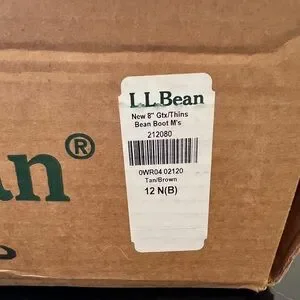 L.L.Bean
New 8" Gtx/Thins
Bean Boot M's
212080
0WR04 02120
Tan/Brown
12 N(B)
an®